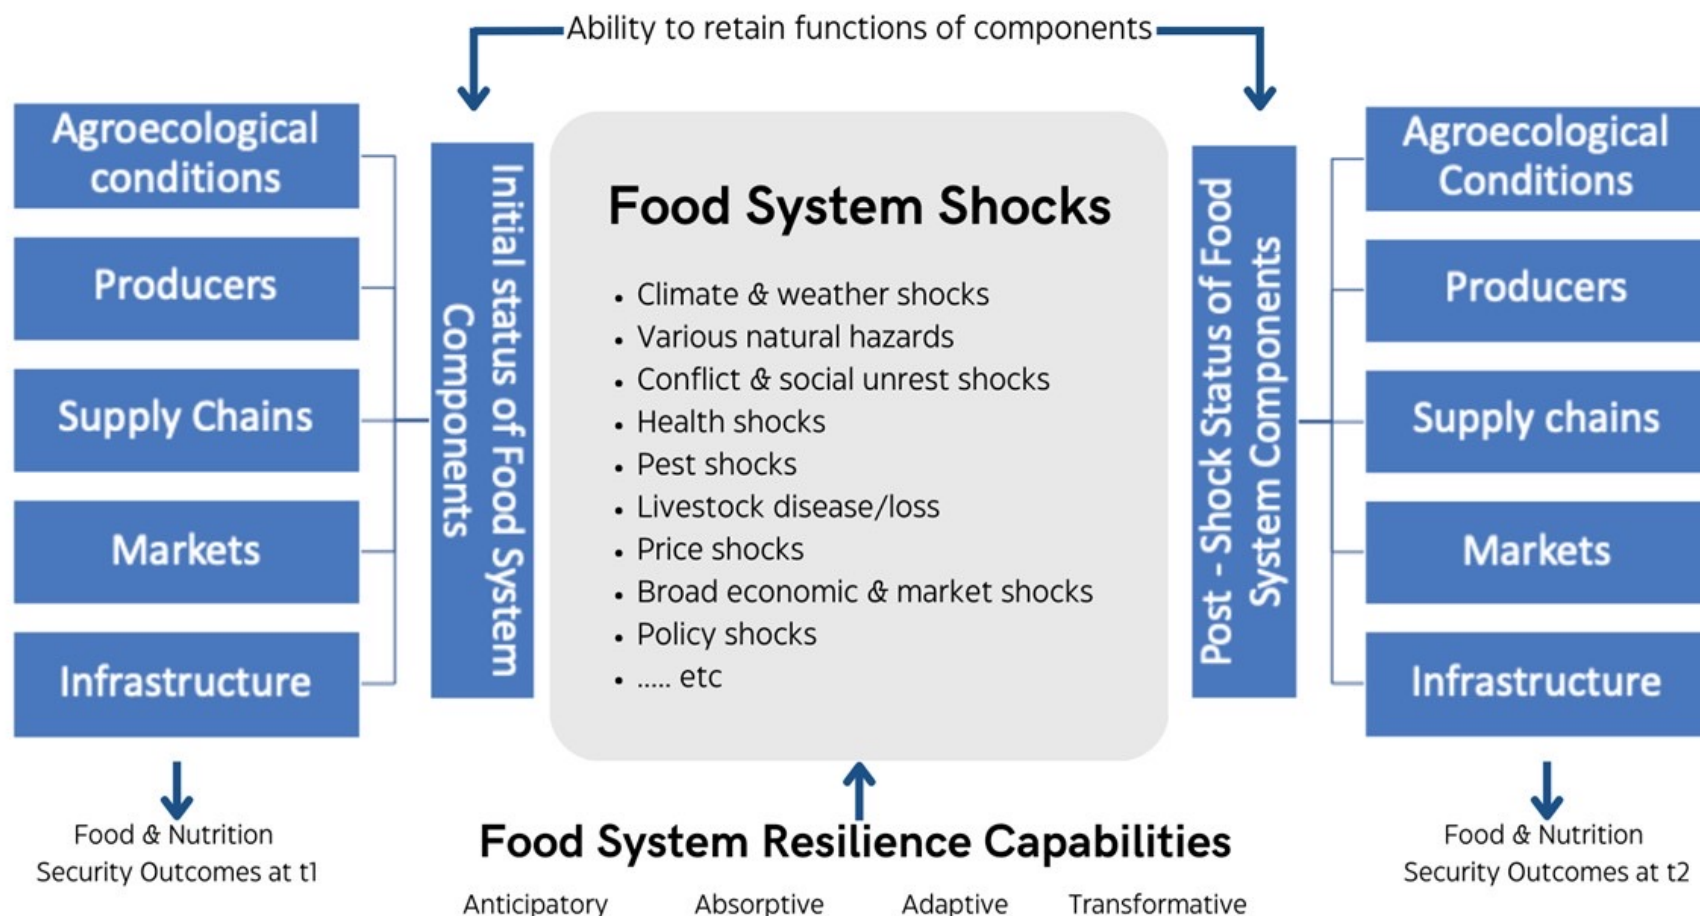 Ability to retain functions of components
Agroecological
conditions
Producers
Supply Chains
Markets
Infrastructure
Initial status of Food System
Components
Food System Shocks
• Climate & weather shocks
• Various natural hazards
• Conflict & social unrest shocks
• Health shocks
• Pest shocks
• Livestock disease/loss
• Price shocks
• Broad economic & market shocks
• Policy shocks
• ..... etc
Post - Shock Status of Food
System Components
Agroecological
Conditions
Producers
Supply chains
Markets
Infrastructure
Food & Nutrition
Security Outcomes at t1
Food System Resilience Capabilities
Anticipatory Absorptive Adaptive Transformative
Food & Nutrition
Security Outcomes at t2